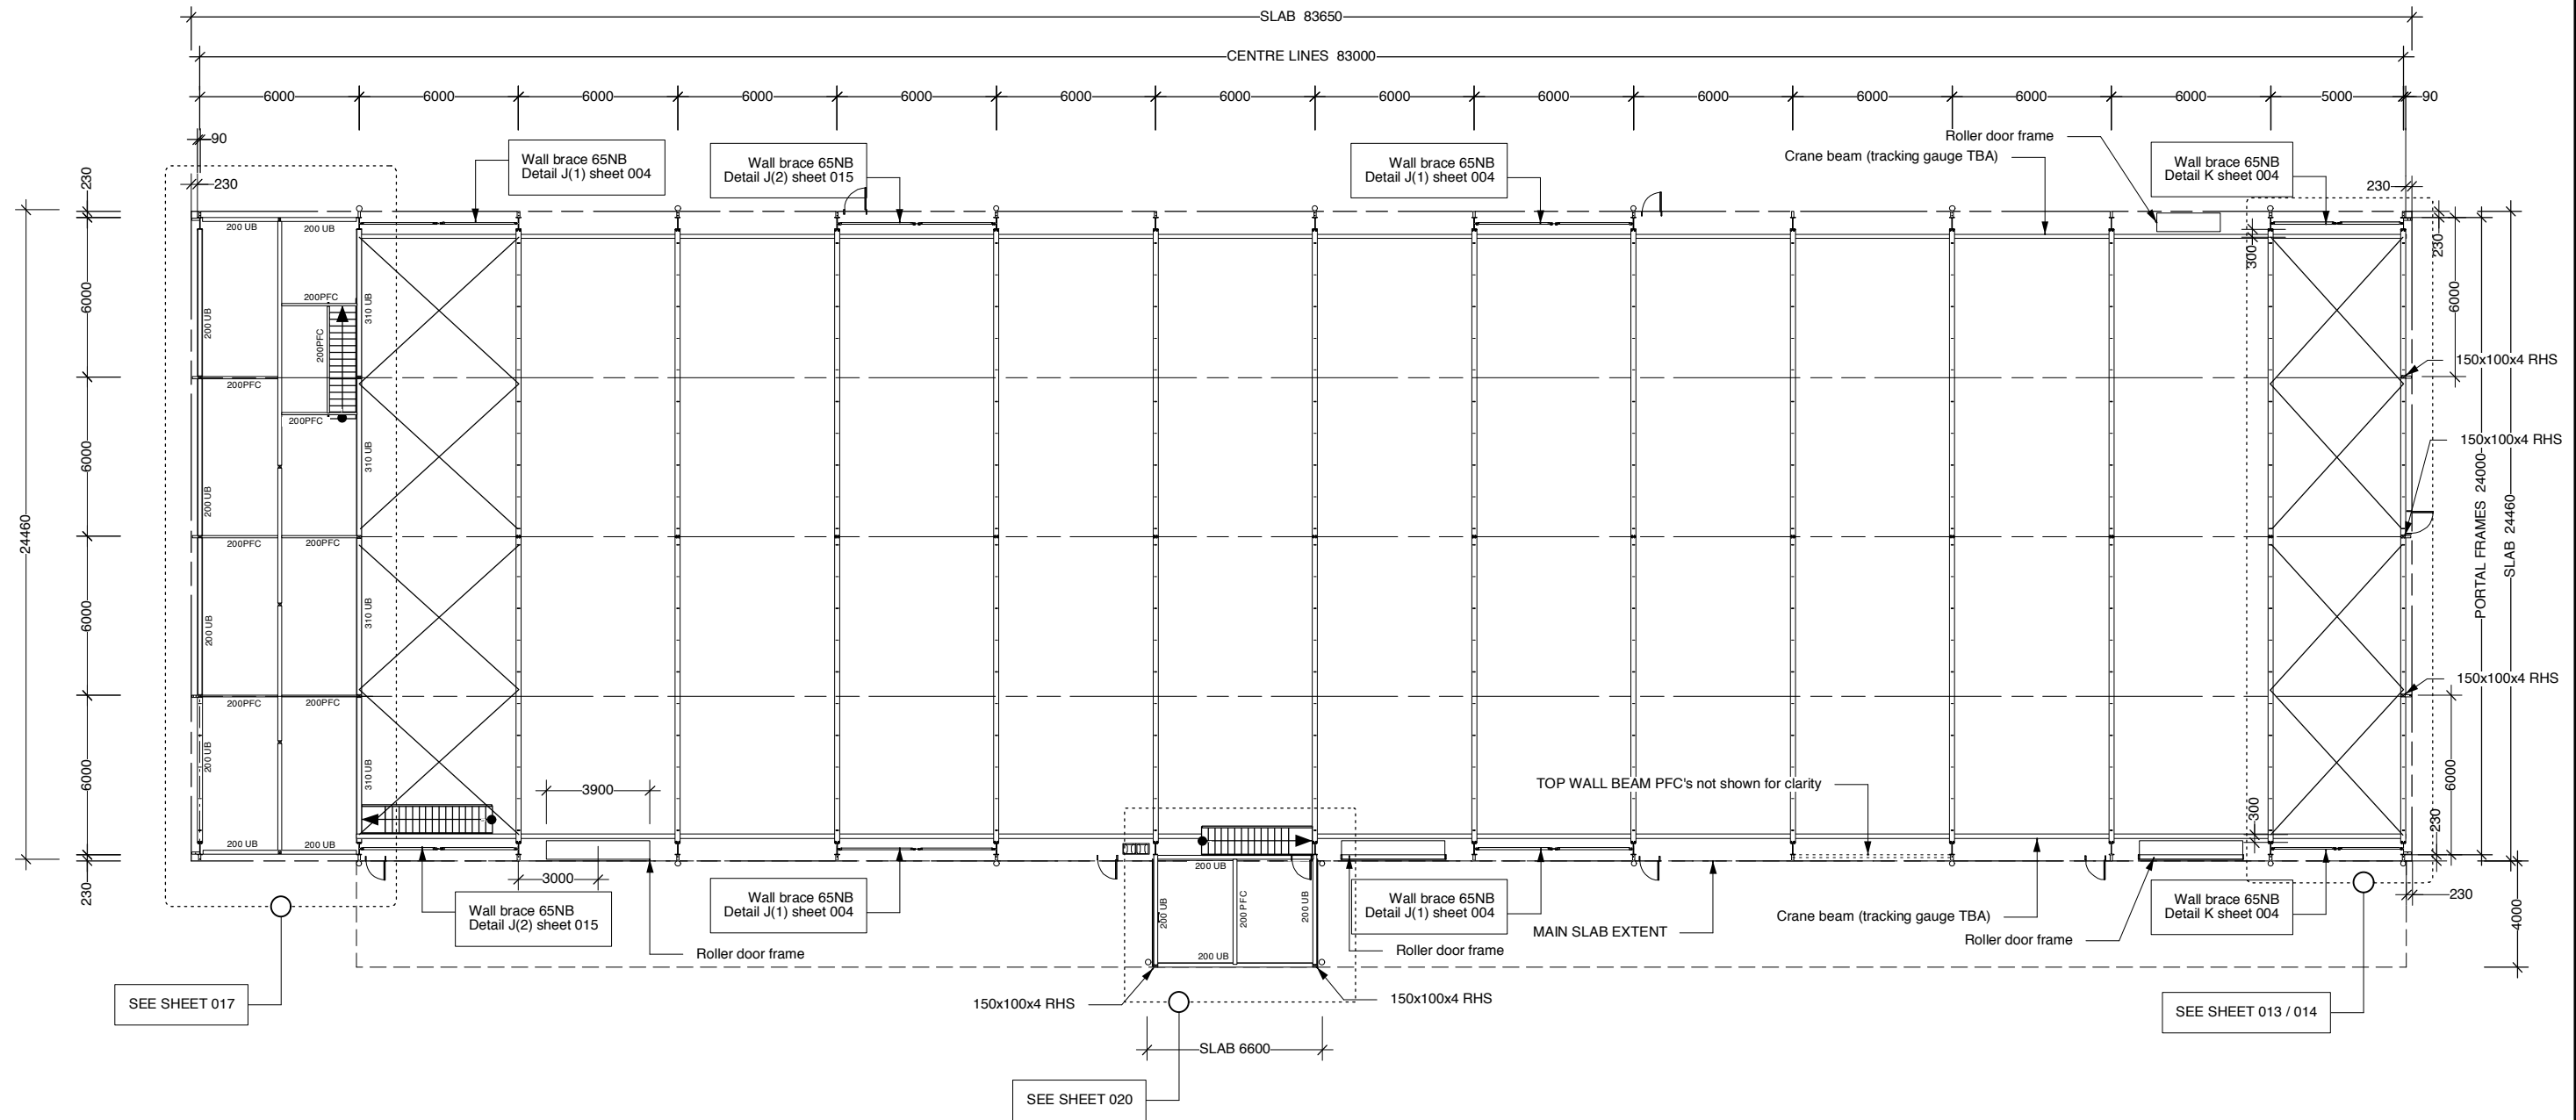 SLAB 83650
CENTRE LINES 83000
6000
6000
6000
6000
6000
6000
6000
6000
6000
6000
6000
6000
6000
5000
90
90
Roller door frame
Crane beam (tracking gauge TBA)
Wall brace 65NB
Detail J(1) sheet 004
Wall brace 65NB
Detail J(2) sheet 015
Wall brace 65NB
Detail J(1) sheet 004
Wall brace 65NB
Detail K sheet 004
230
230
230
200 UB
200 UB
300
230
6000
6000
200PFC
310 UB
200 UB
200PFC
150x100x4 RHS
200PFC
200PFC
150x100x4 RHS
6000
310 UB
200 UB
PORTAL FRAMES 24000
SLAB 24460
24460
200PFC
200PFC
6000
310 UB
200 UB
150x100x4 RHS
200PFC
200PFC
6000
200 UB
310 UB
3900
TOP WALL BEAM PFC's not shown for clarity
6000
300
230
200 UB
200 UB
230
3000
200 UB
200 UB
200 PFC
200 UB
200 UB
Wall brace 65NB
Detail J(2) sheet 015
Wall brace 65NB
Detail J(1) sheet 004
Wall brace 65NB
Detail J(1) sheet 004
Wall brace 65NB
Detail K sheet 004
230
4000
Crane beam (tracking gauge TBA)
MAIN SLAB EXTENT
Roller door frame
Roller door frame
Roller door frame
150x100x4 RHS
150x100x4 RHS
SEE SHEET 017
SEE SHEET 013 / 014
SLAB 6600
SEE SHEET 020